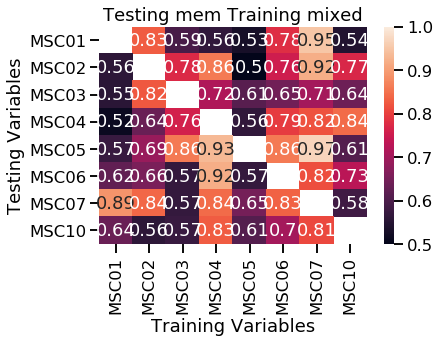 Testing mem Training mixed
MSC01 0.83 0.59 0.56 0.53 0.78 0.95 0.54
MSC02 0.56 0.78 0.86 0.50 0.76 0.92 0.77
MSC03 0.55 0.82 0.72 0.61 0.65 0.71 0.64
MSC04 0.52 0.64 0.76 0.56 0.79 0.82 0.84
MSC05 0.57 0.69 0.86 0.93 0.86 0.97 0.61
MSC06 0.62 0.66 0.57 0.92 0.57 0.82 0.73
MSC07 0.89 0.84 0.57 0.84 0.65 0.83 0.58
MSC10 0.64 0.56 0.57 0.83 0.61 0.70 0.81
MSC01 MSC02 MSC03 MSC04 MSC05 MSC06 MSC07 MSC10
Training Variables
Testing Variables
1.0
0.9
0.8
0.7
0.6
0.5